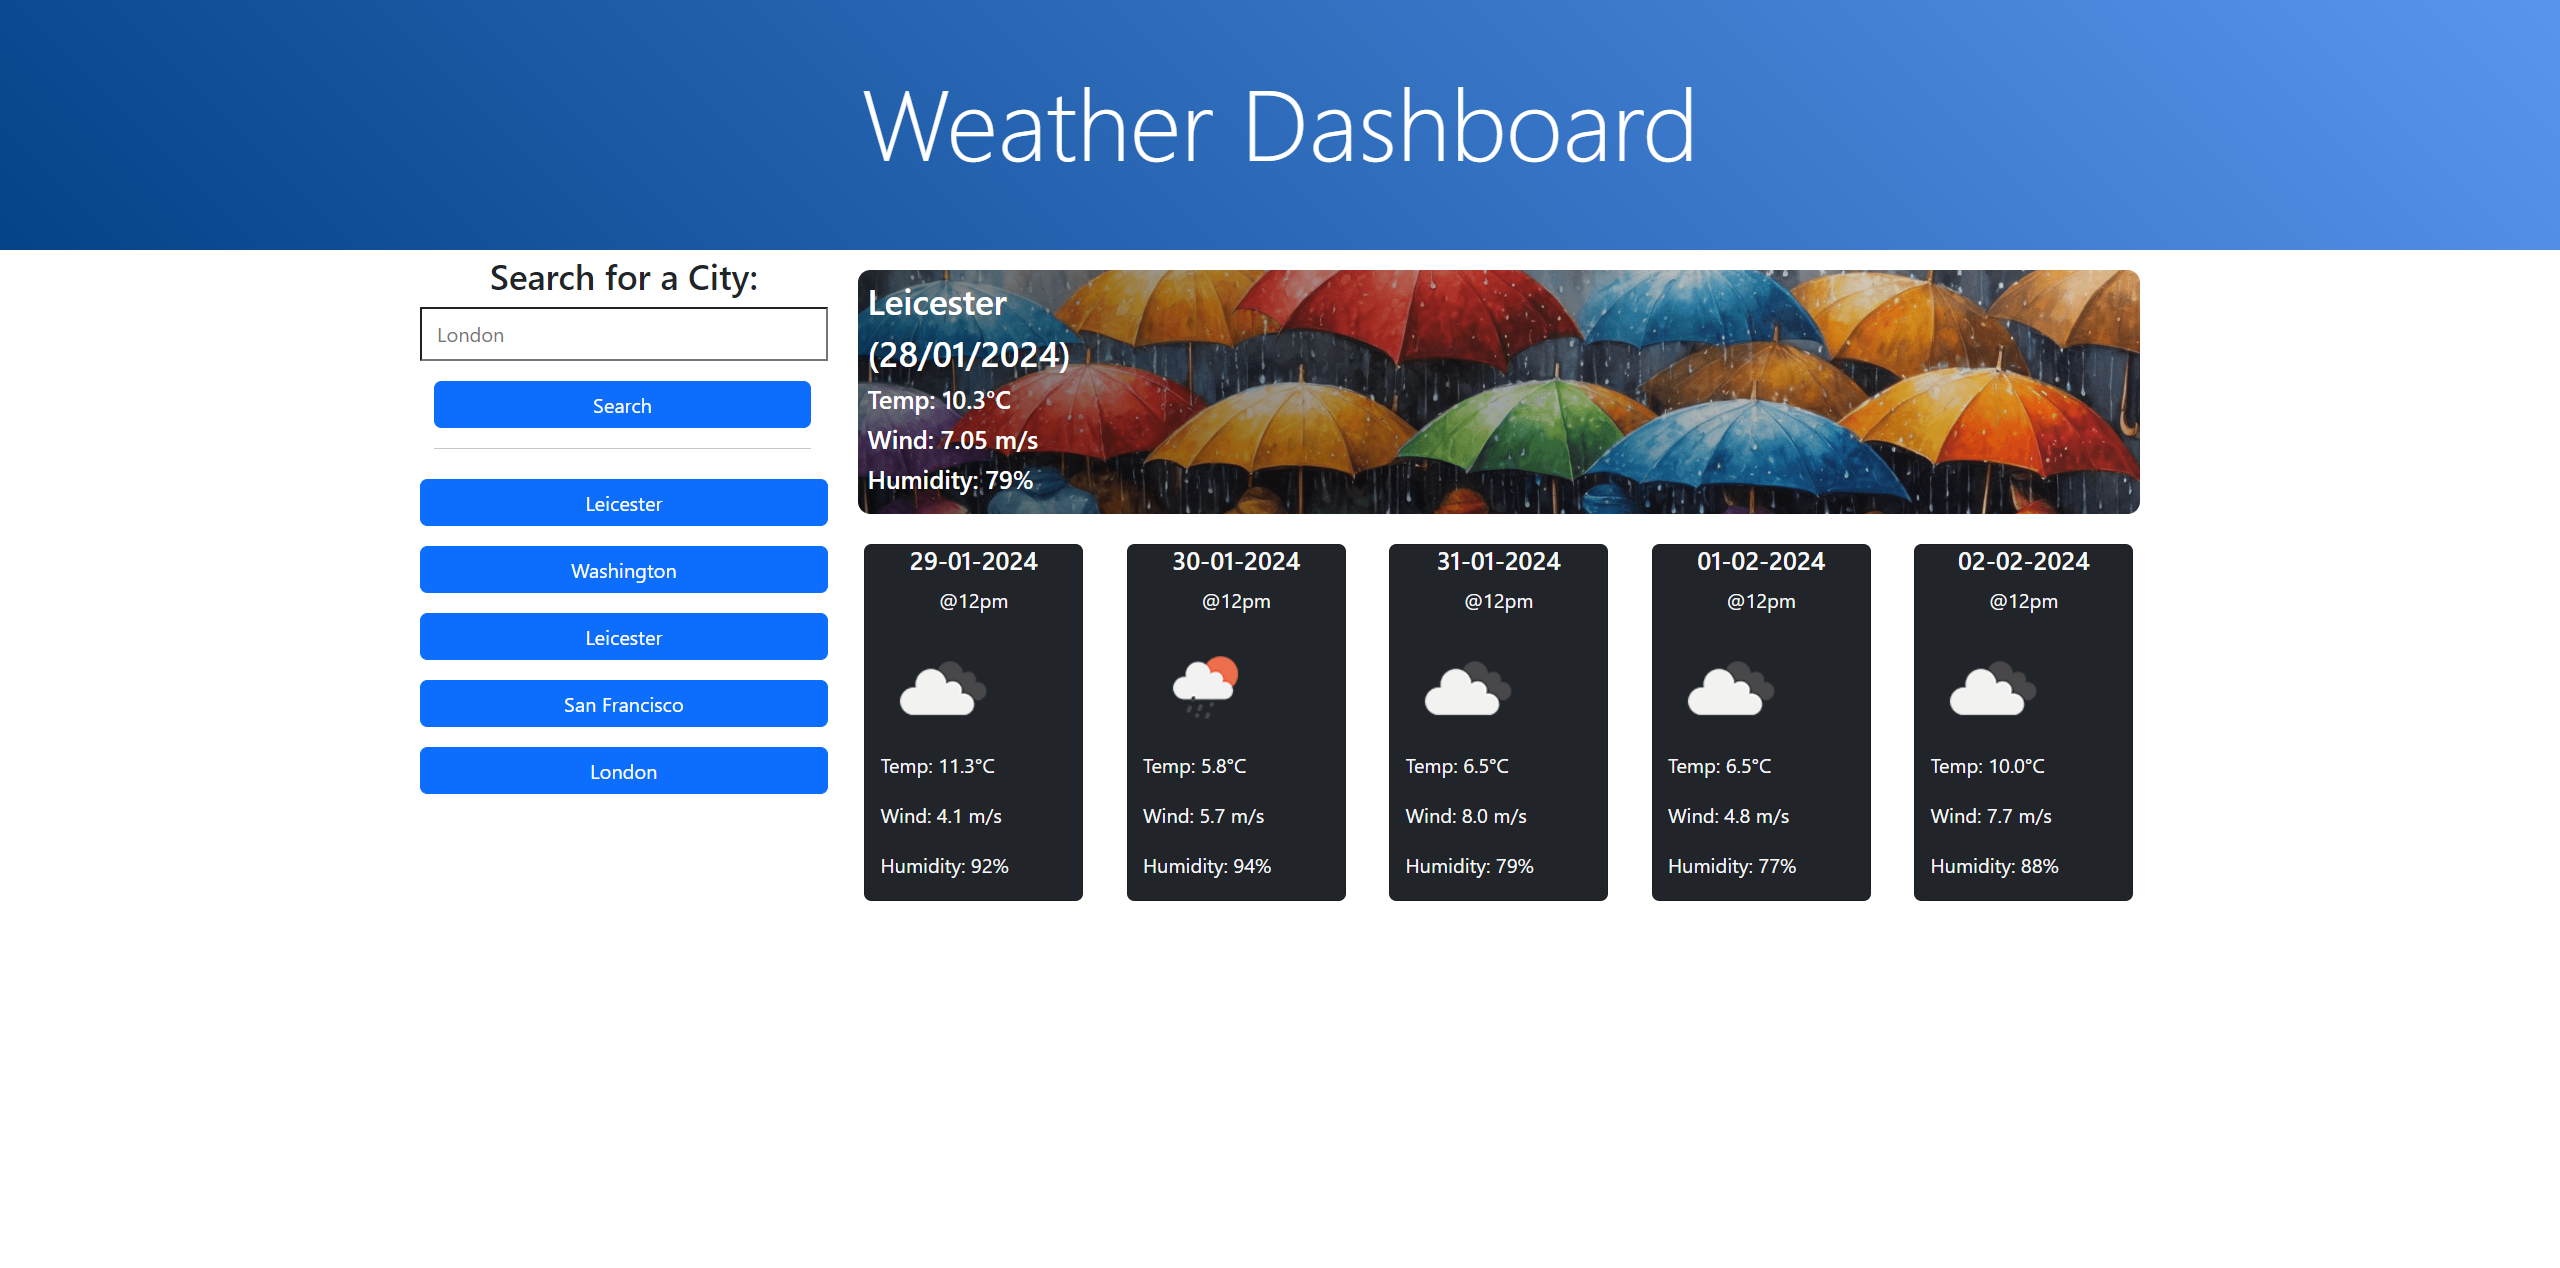 Weather Dashboard
Search for a City:
London
Search
Leicester
Washington
Leicester
San Francisco
London
Leicester
(28/01/2024)
Temp: 10.3°C
Wind: 7.05 m/s
Humidity: 79%
29-01-2024
@12pm
Temp: 11.3°C
Wind: 4.1 m/s
Humidity: 92%
30-01-2024
@12pm
Temp: 5.8°C
Wind: 5.7 m/s
Humidity: 94%
31-01-2024
@12pm
Temp: 6.5°C
Wind: 8.0 m/s
Humidity: 79%
01-02-2024
@12pm
Temp: 6.5°C
Wind: 4.8 m/s
Humidity: 77%
02-02-2024
@12pm
Temp: 10.0°C
Wind: 7.7 m/s
Humidity: 88%